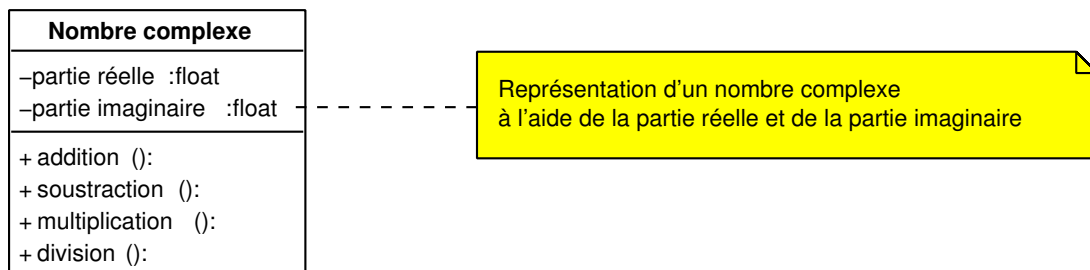 Nombre complexe
−partie réelle :float
−partie imaginaire :float
+ addition ():
+ soustraction ():
+ multiplication ():
+ division ():
Représentation d’un nombre complexe
à l’aide de la partie réelle et de la partie imaginaire